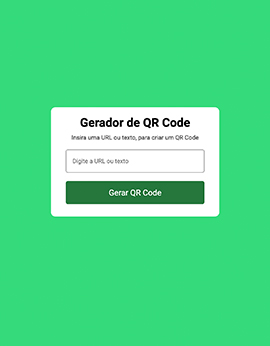 Gerador de QR Code
Insira uma URL ou texto, para criar um QR Code
Digite a URL ou texto
Gerar QR Code